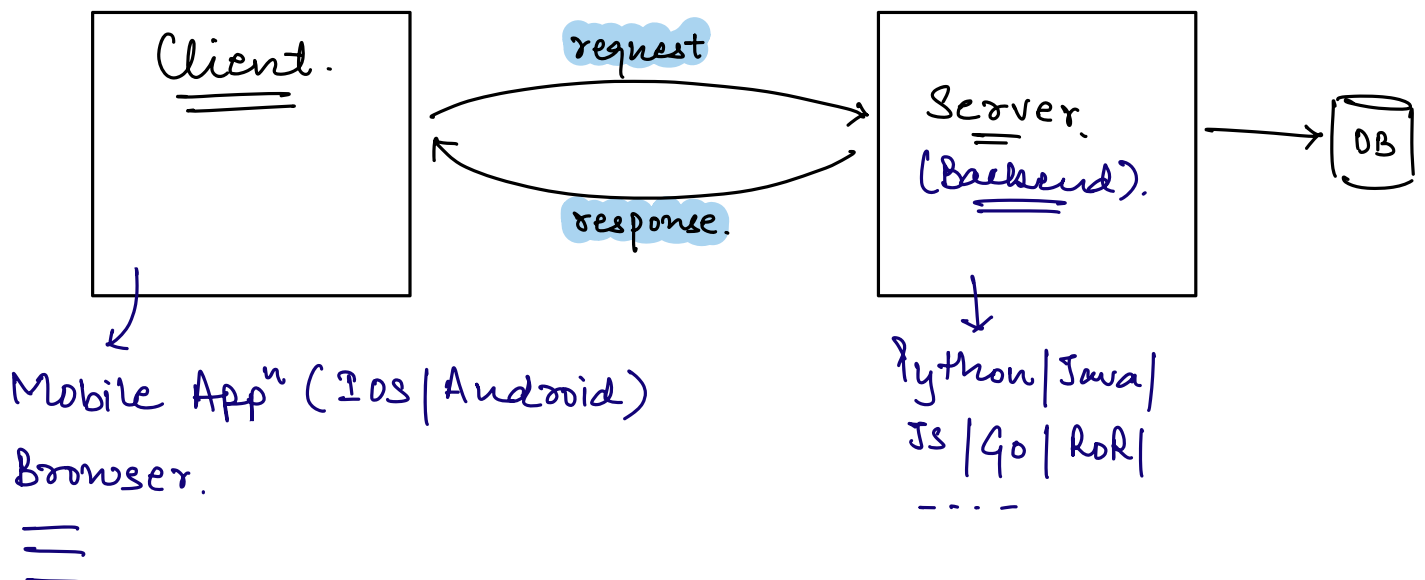 Client.
request
response.
Server.
(Backend).
DB
Mobile Appⁿ (IOS|Android)
Browser.
Python|Java|
JS|Go|RoR|
- - - -